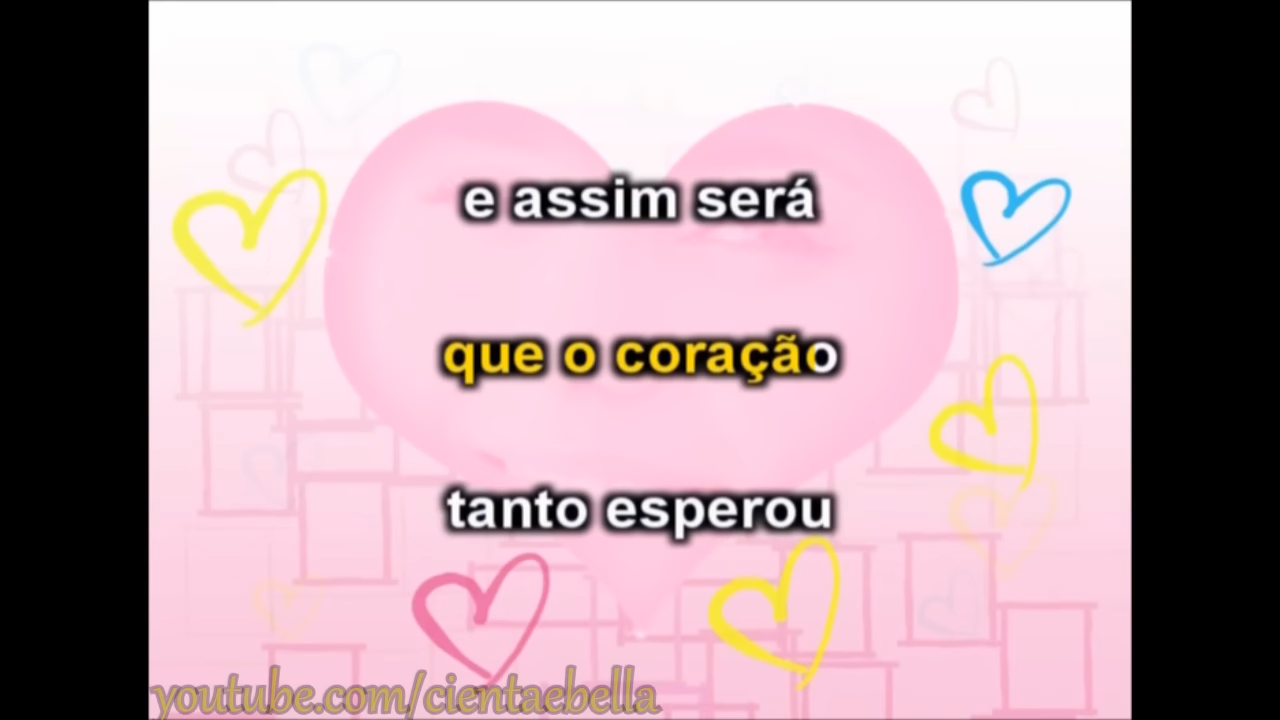 e assim será
que o coração
tanto esperou
youtube.com/cientaebella